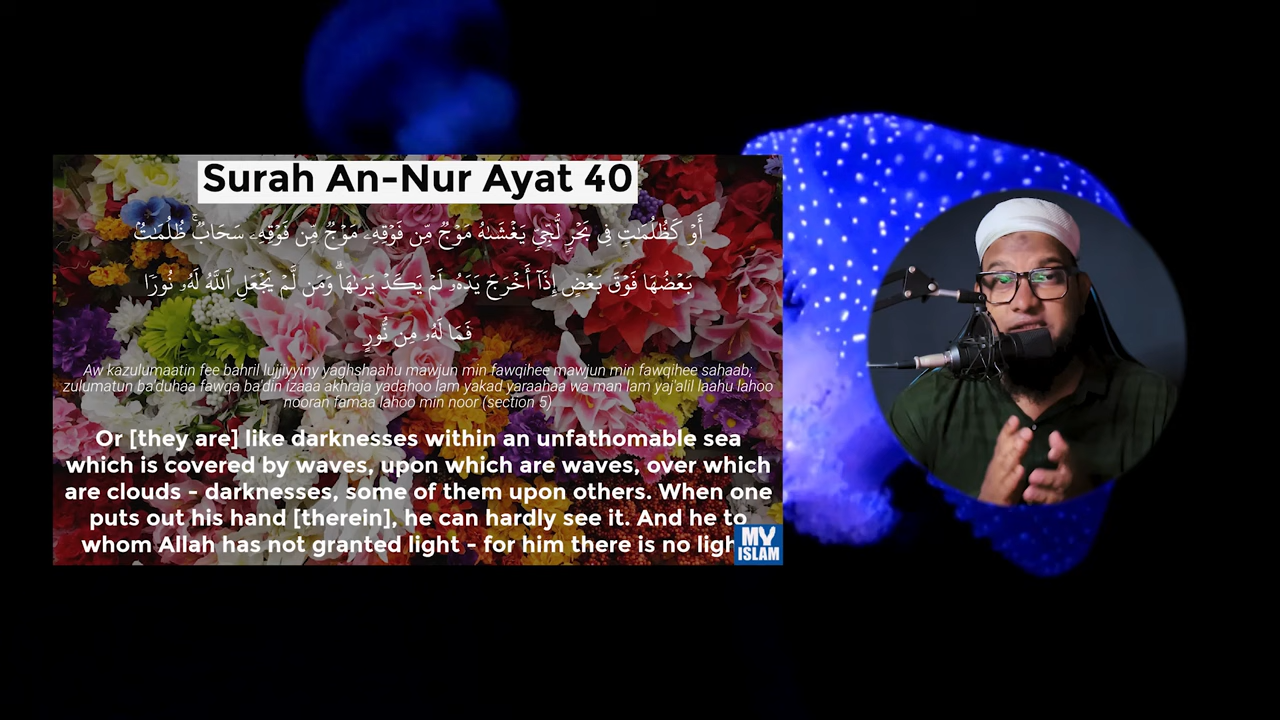 Surah An-Nur Ayat 40
أَوْ كَظُلُمَٰتٍ فِى بَحْرٍ لُّجِّىٍّ يَغْشَىٰهُ مَوْجٌ مِّن فَوْقِهِۦ مَوْجٌ مِّن فَوْقِهِۦ سَحَابٌ ۚ ظُلُمَٰتٌۢ
بَعْضُهَا فَوْقَ بَعْضٍ إِذَآ أَخْرَجَ يَدَهُۥ لَمْ يَكَدْ يَرَىٰهَا ۗ وَمَن لَّمْ يَجْعَلِ ٱللَّهُ لَهُۥ نُورًا
فَمَا لَهُۥ مِن نُّورٍ
Aw kazulumaatin fee bahril lujjiyyiny yaghshaahu mawjun min fawqihee mawjun min fawqihee sahaab;
zulumatun ba'duhaa fawqa ba'din izaaa akhraja yadahoo lam yakad yaraahaa wa man lam yaj'alil laahu lahoo
nooran famaa lahoo min noor (section 5)
Or [they are] like darknesses within an unfathomable sea
which is covered by waves, upon which are waves, over which
are clouds - darknesses, some of them upon others. When one
puts out his hand [therein], he can hardly see it. And he to
whom Allah has not granted light - for him there is no ligh
MY
ISLAM